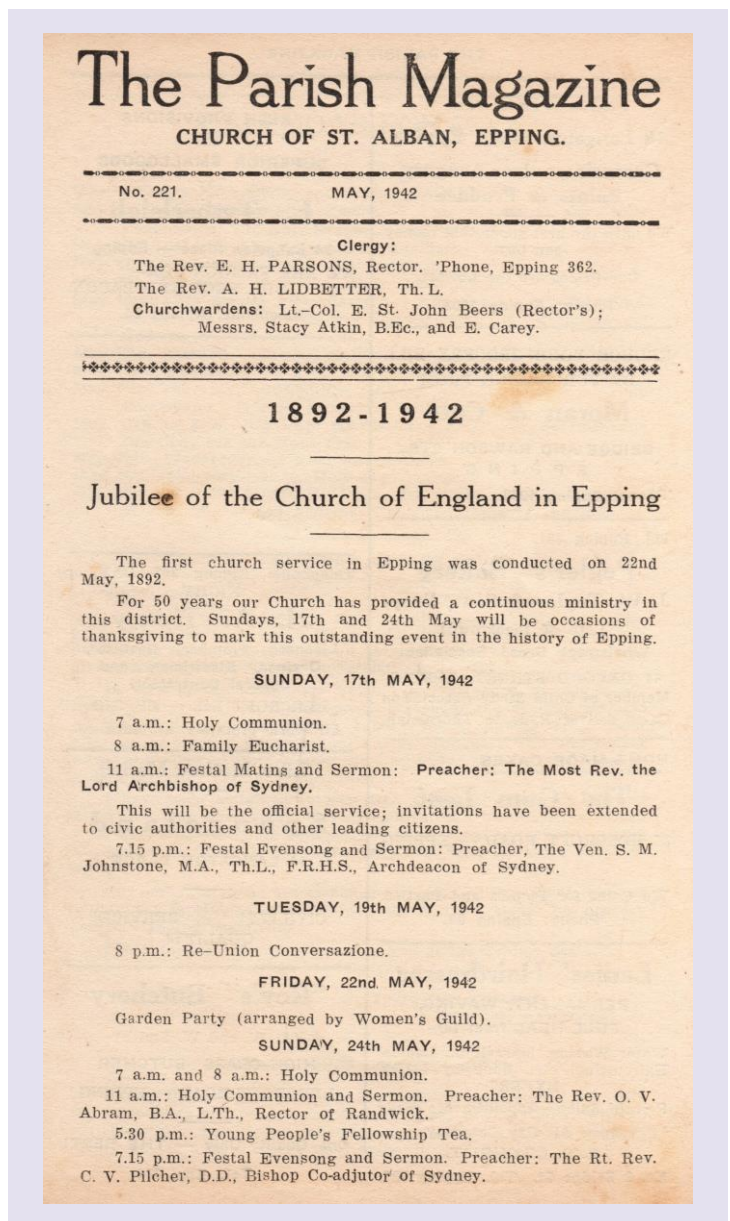 The Parish Magazine
CHURCH OF ST. ALBAN, EPPING.
No. 221. MAY, 1942
Clergy:
The Rev. E. H. PARSONS, Rector. 'Phone, Epping 362.
The Rev. A. H. LIDBETTER, Th. L.
Churchwardens: Lt.-Col. E. St. John Beers (Rector's);
Messrs. Stacy Atkin, B.Ec., and E. Carey.
1892-1942
Jubilee of the Church of England in Epping
The first church service in Epping was conducted on 22nd
May, 1892.
For 50 years our Church has provided a continuous ministry in
this district. Sundays, 17th and 24th May will be occasions of
thanksgiving to mark this outstanding event in the history of Epping.
SUNDAY, 17th MAY, 1942
7 a.m.: Holy Communion.
8 a.m.: Family Eucharist.
11 a.m.: Festal Matins and Sermon: Preacher: The Most Rev. the
Lord Archbishop of Sydney.
This will be the official service; invitations have been extended
to civic authorities and other leading citizens.
7.15 p.m.: Festal Evensong and Sermon: Preacher, The Ven. S. M.
Johnstone, M.A., Th.L., F.R.H.S., Archdeacon of Sydney.
TUESDAY, 19th MAY, 1942
8 p.m.: Re-Union Conversazione.
FRIDAY, 22nd. MAY, 1942
Garden Party (arranged by Women's Guild).
SUNDAY, 24th MAY, 1942
7 a.m. and 8 a.m.: Holy Communion.
11 a.m.: Holy Communion and Sermon. Preacher: The Rev. O. V.
Abram, B.A., L.Th., Rector of Randwick.
5.30 p.m.: Young People's Fellowship Tea.
7.15 p.m.: Festal Evensong and Sermon. Preacher: The Rt. Rev.
C. V. Pilcher, D.D., Bishop Co-adjutor of Sydney.